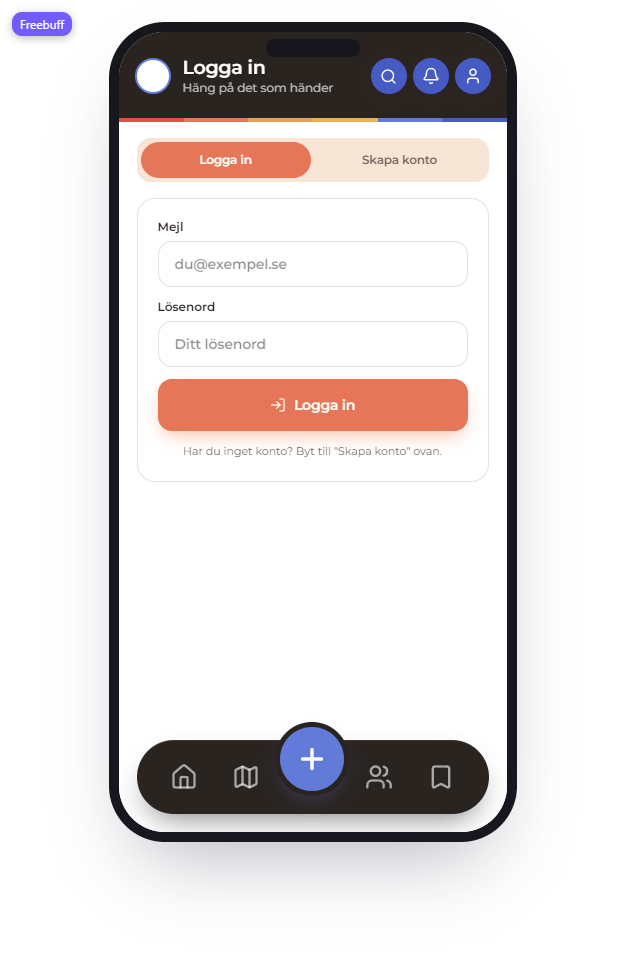 Freebuff
Logga in
Häng på det som händer
Logga in
Skapa konto
Mejl
du@exempel.se
Lösenord
Ditt lösenord
Logga in
Har du inget konto? Byt till "Skapa konto" ovan.